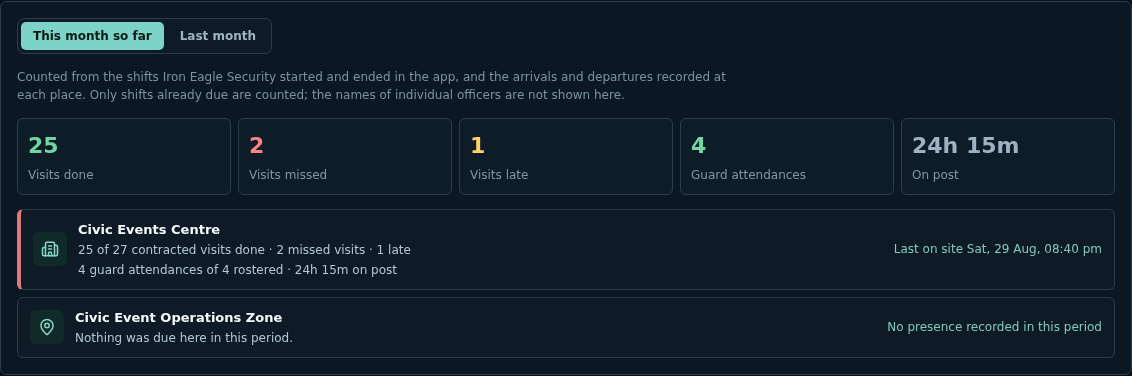 This month so far
Last month
Counted from the shifts Iron Eagle Security started and ended in the app, and the arrivals and departures recorded at
each place. Only shifts already due are counted; the names of individual officers are not shown here.
25
Visits done
2
Visits missed
1
Visits late
4
Guard attendances
24h 15m
On post
Civic Events Centre
25 of 27 contracted visits done · 2 missed visits · 1 late
4 guard attendances of 4 rostered · 24h 15m on post
Last on site Sat, 29 Aug, 08:40 pm
Civic Event Operations Zone
Nothing was due here in this period.
No presence recorded in this period